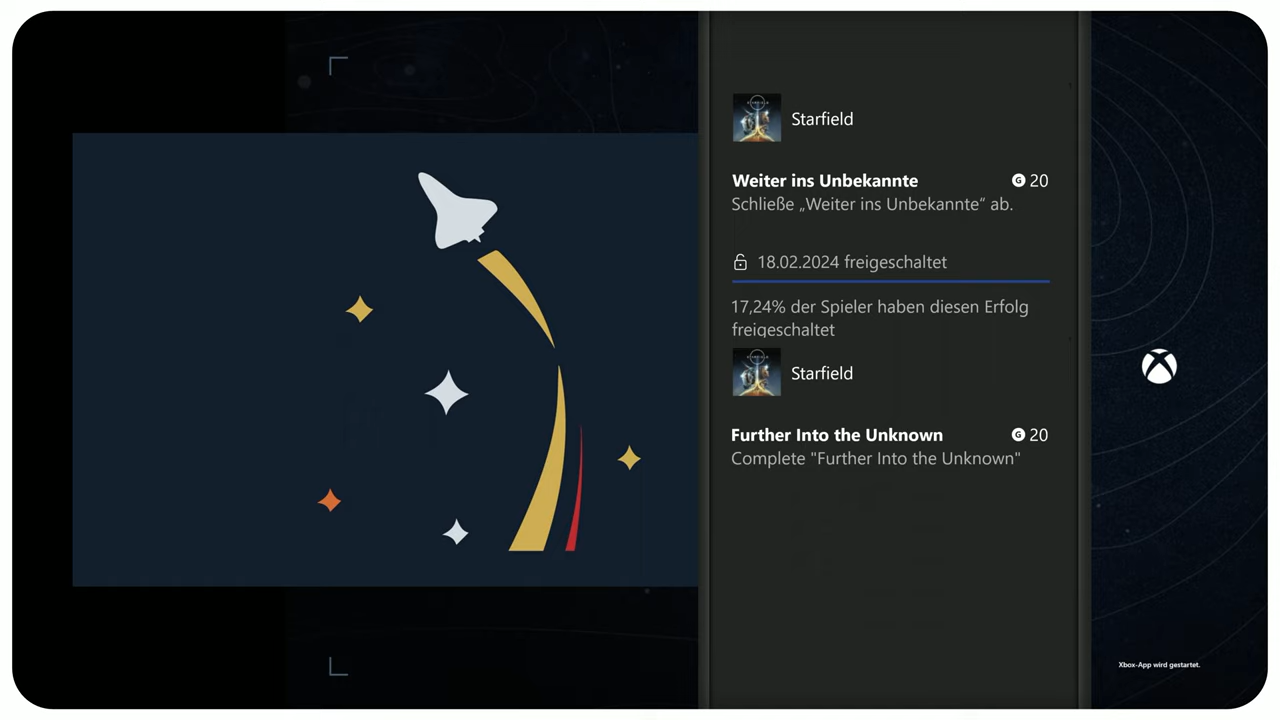 Starfield
Weiter ins Unbekannte G 20
Schließe „Weiter ins Unbekannte“ ab.
18.02.2024 freigeschaltet
17,24% der Spieler haben diesen Erfolg
freigeschaltet
Starfield
Further Into the Unknown G 20
Complete "Further Into the Unknown"
Xbox-App wird gestartet.